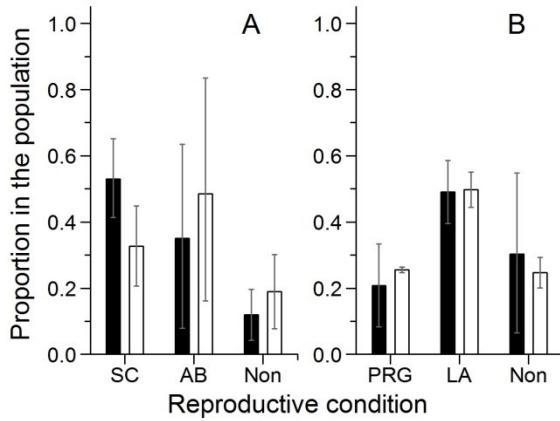 A
B
Proportion in the population
1.0
0.8
0.6
0.4
0.2
0.0
1.0
0.8
0.6
0.4
0.2
0.0
SC AB Non
PRG LA Non
Reproductive condition